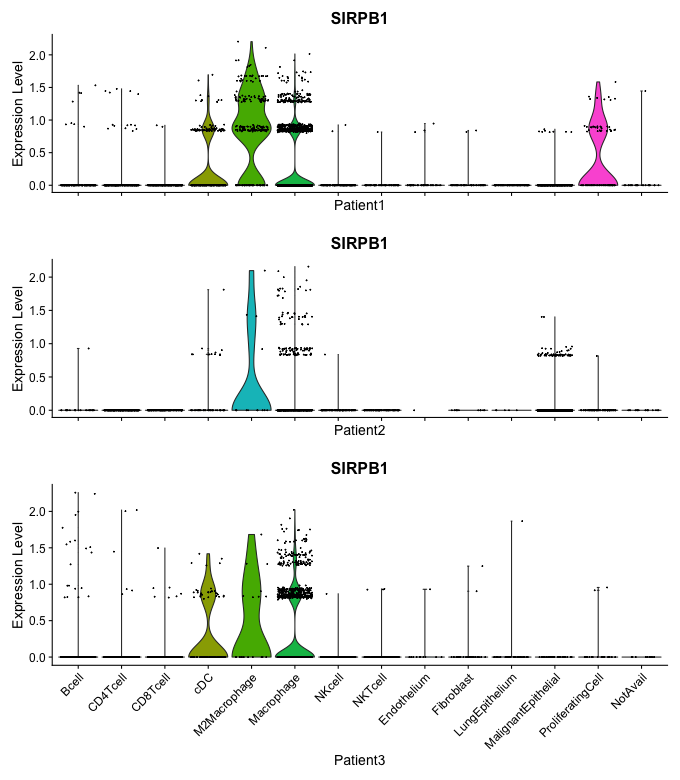 SIRPB1
Expression Level
2.0
1.5
1.0
0.5
0.0
Patient1
SIRPB1
Expression Level
2.0
1.5
1.0
0.5
0.0
Patient2
SIRPB1
Expression Level
2.0
1.5
1.0
0.5
0.0
Bcell
CD4Tcell
CD8Tcell
cDC
M2Macrophage
Macrophage
NKcell
NKTcell
Endothelium
Fibroblast
LungEpithelium
MalignantEpithelial
ProliferatingCell
NotAvail
Patient3